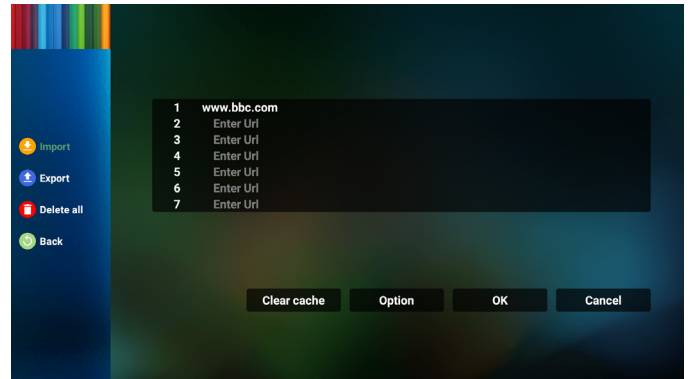 1 www.bbc.com
2 Enter Url
3 Enter Url
4 Enter Url
5 Enter Url
6 Enter Url
7 Enter Url
Import
Export
Delete all
Back
Clear cache Option OK Cancel